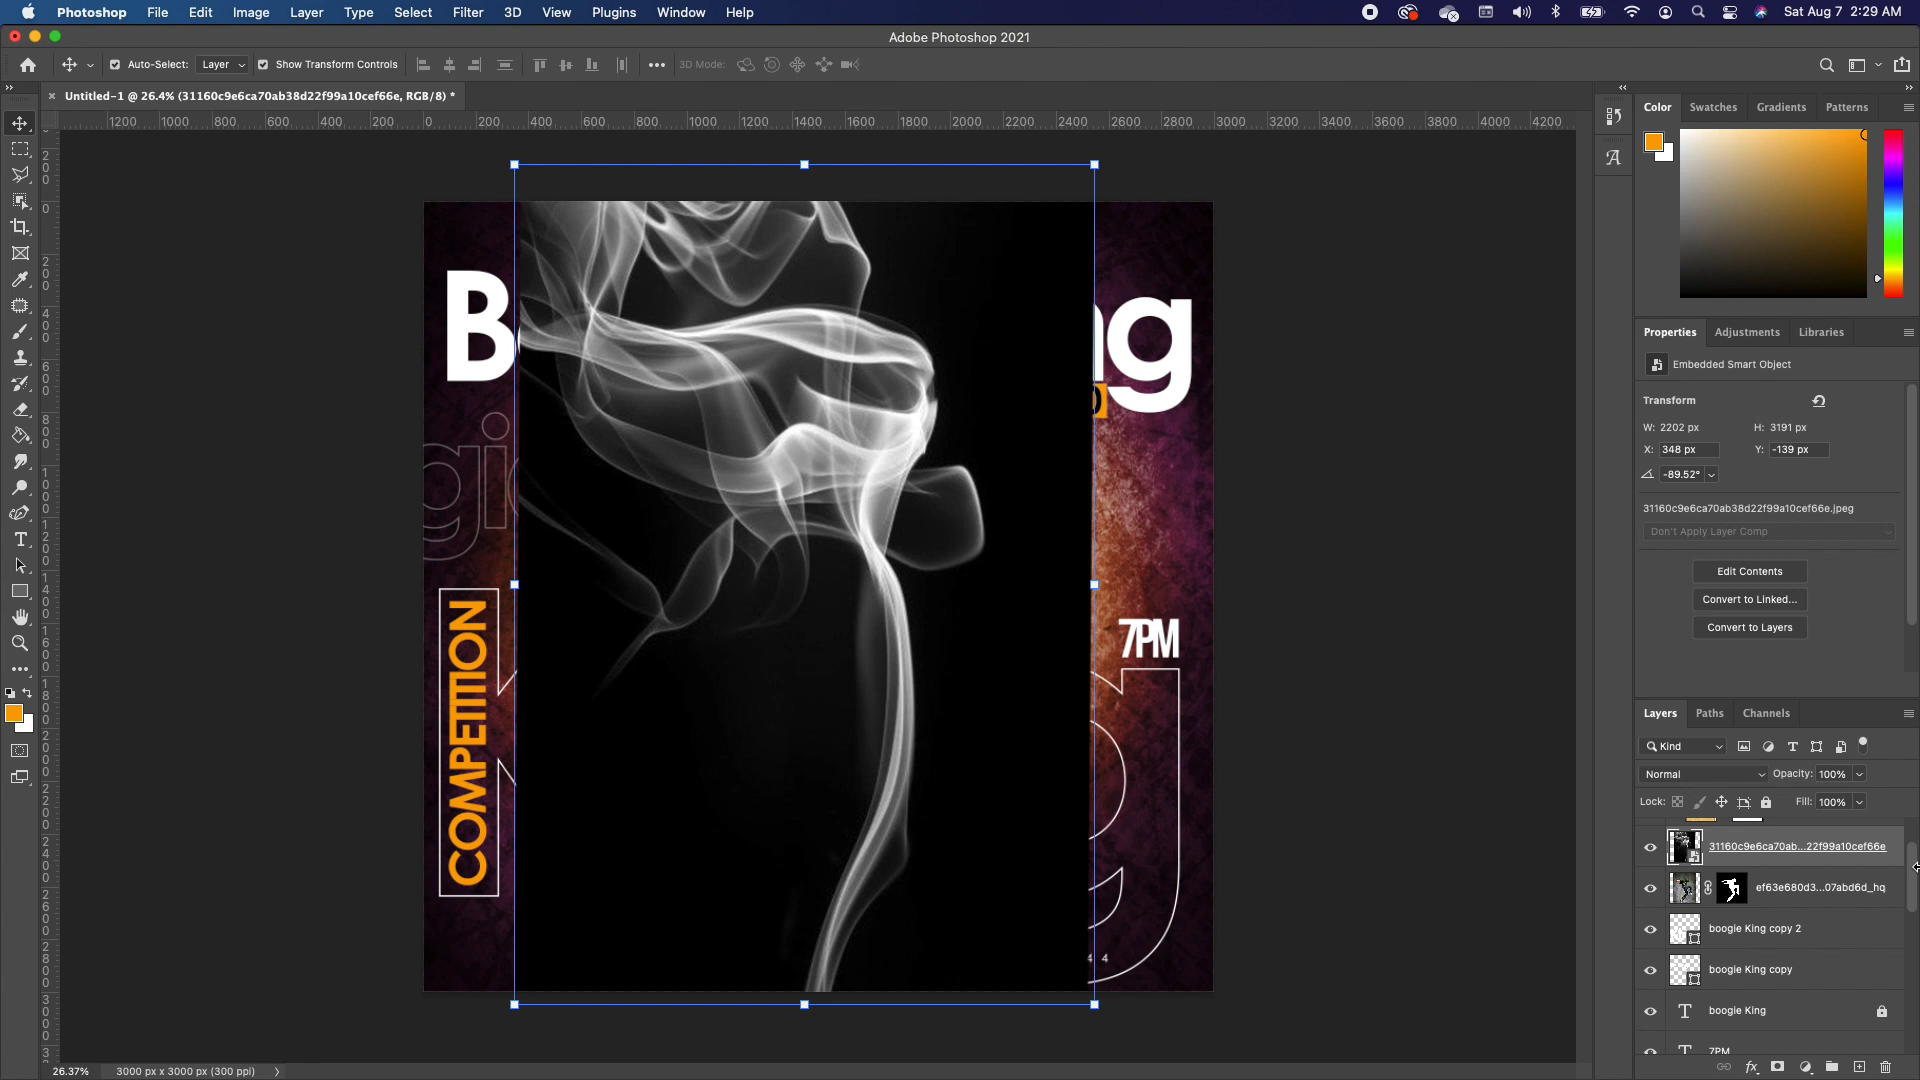 Photoshop File Edit Image Layer Type Select Filter 3D View Plugins Window Help
Sat Aug 7 2:29 AM
Adobe Photoshop 2021
Auto-Select: Layer Show Transform Controls
3D Mode:
Untitled-1 @ 26.4% (31160c9e6ca70ab38d22f99a10cef66e, RGB/8) *
1200 1000 800 600 400 200 0 200 400 600 800 1000 1200 1400 1600 1800 2000 2200 2400 2600 2800 3000 3200 3400 3600 3800 4000 4200
B
ng
gi
COMPETITION
7PM
4 4
Color Swatches Gradients Patterns
Properties Adjustments Libraries
Embedded Smart Object
Transform
W: 2202 px H: 3191 px
X: 348 px Y: -139 px
-89.52°
31160c9e6ca70ab38d22f99a10cef66e.jpeg
Don't Apply Layer Comp
Edit Contents
Convert to Linked...
Convert to Layers
Layers Paths Channels
Kind
Normal Opacity: 100%
Lock: Fill: 100%
31160c9e6ca70ab...22f99a10cef66e
ef63e680d3...07abd6d_hq
boogie King copy 2
boogie King copy
boogie King
7PM
26.37% 3000 px x 3000 px (300 ppi)